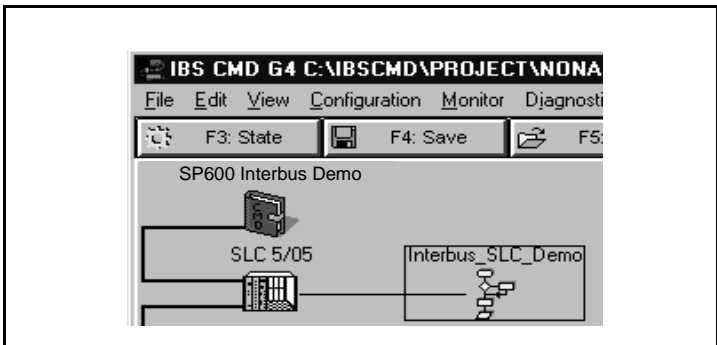 IBS CMD G4 C:\IBSCMD\PROJECT\NONA
File Edit View Configuration Monitor Diagnosti
F3: State F4: Save F5:
SP600 Interbus Demo
CMD
SLC 5/05 Interbus_SLC_Demo